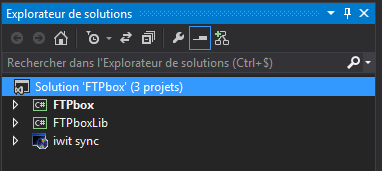 Explorateur de solutions
Rechercher dans l'Explorateur de solutions (Ctrl+$)
Solution 'FTPbox' (3 projets)
C# FTPbox
C# FTPboxLib
iwit sync